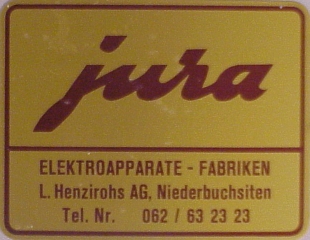 jura
ELEKTROAPPARATE - FABRIKEN
L. Henzirohs AG, Niederbuchsiten
Tel. Nr. 062 / 63 23 23